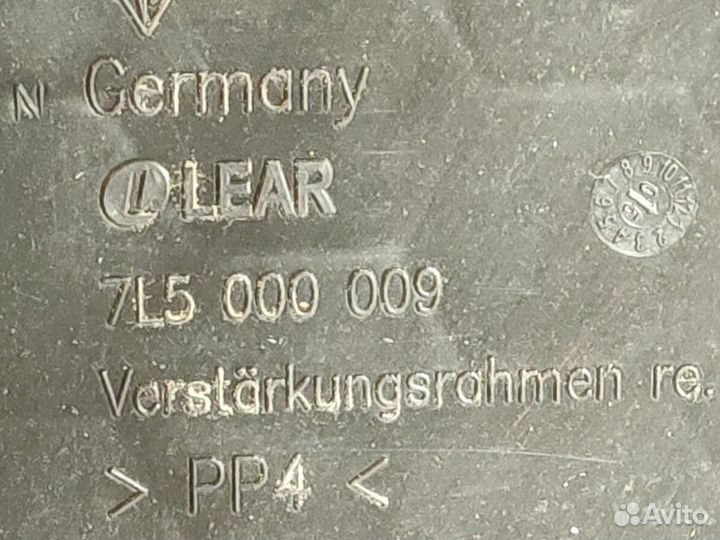 N Germany
LEAR
7L5 000 009
Verstärkungsrahmen re.
> PP4 <
Avito